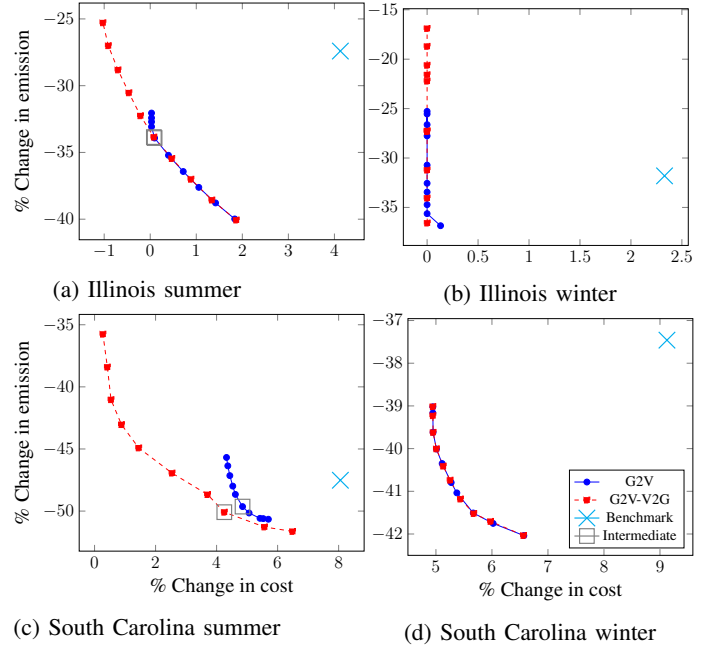 −25
−30
−35
−40
% Change in emission
−1 0 1 2 3 4 5
(a) Illinois summer
−15
−20
−25
−30
−35
0 0.5 1 1.5 2 2.5
(b) Illinois winter
−35
−40
−45
−50
% Change in emission
0 2 4 6 8
% Change in cost
(c) South Carolina summer
−37
−38
−39
−40
−41
−42
G2V
G2V-V2G
Benchmark
Intermediate
5 6 7 8 9
% Change in cost
(d) South Carolina winter